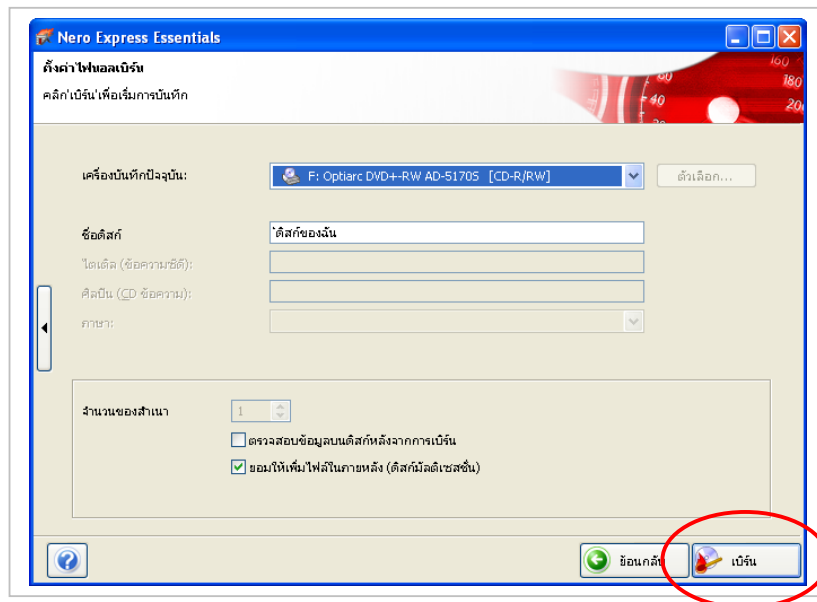 Nero Express Essentials
ตั้งค่าไฟนอลเบิร์น
คลิก'เบิร์น'เพื่อเริ่มการบันทึก
160
180
80
40
20
เครื่องบันทึกปัจจุบัน:
F: Optiarc DVD+-RW AD-5170S [CD-R/RW]
ตัวเลือก...
ชื่อดิสก์
ดิสก์ของฉัน
ไตเติล (ข้อความซีดี):
ศิลปิน (CD ข้อความ):
ภาษา:
จำนวนของสำเนา
1
ตรวจสอบข้อมูลบนดิสก์หลังจากการเบิร์น
ยอมให้เพิ่มไฟล์ในภายหลัง (ดิสก์มัลติเซสชั่น)
ย้อนกลับ
เบิร์น